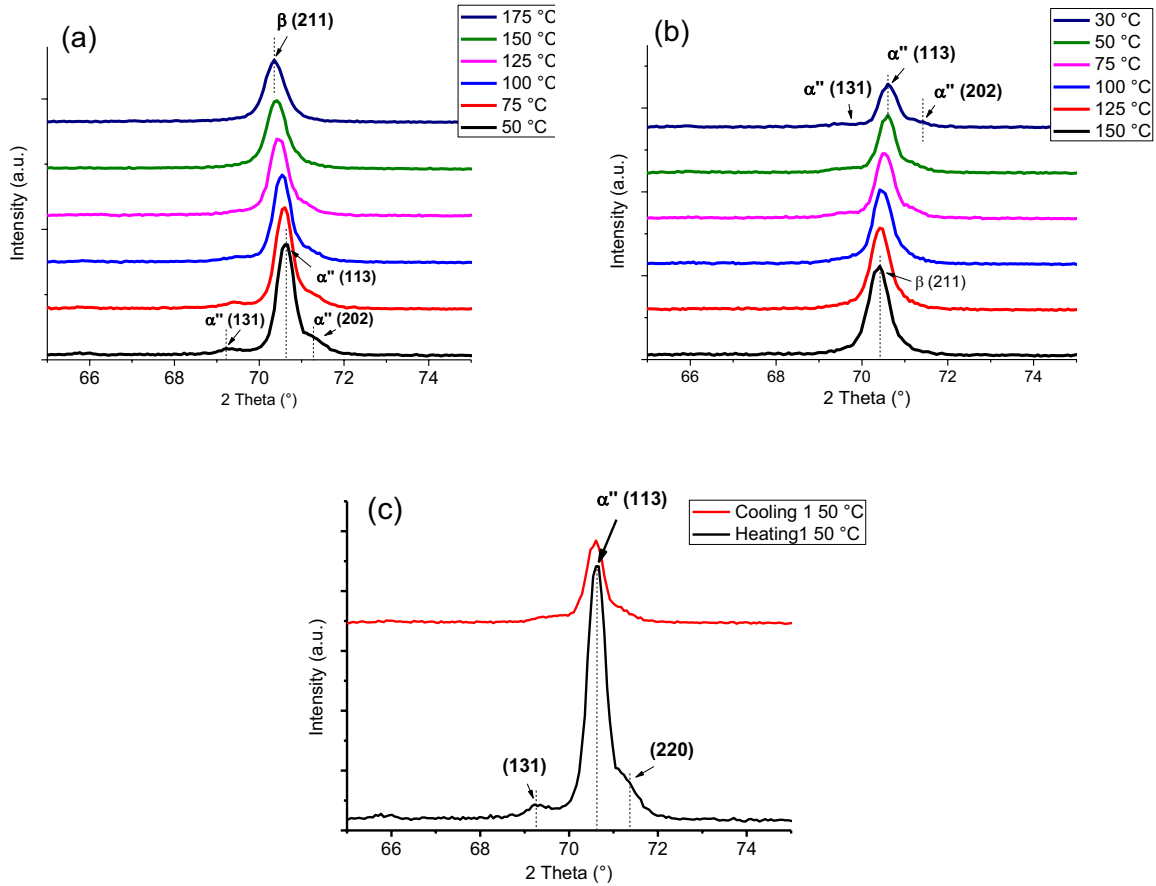 (a)
β (211)
175 °C
150 °C
125 °C
100 °C
75 °C
50 °C
α" (113)
α" (131)
α" (202)
Intensity (a.u.)
66 68 70 72 74
2 Theta (°)
(b)
α" (113)
α" (131)
α" (202)
30 °C
50 °C
75 °C
100 °C
125 °C
150 °C
β (211)
Intensity (a.u.)
66 68 70 72 74
2 Theta (°)
(c)
α" (113)
Cooling 1 50 °C
Heating1 50 °C
(131)
(220)
Intensity (a.u.)
66 68 70 72 74
2 Theta (°)